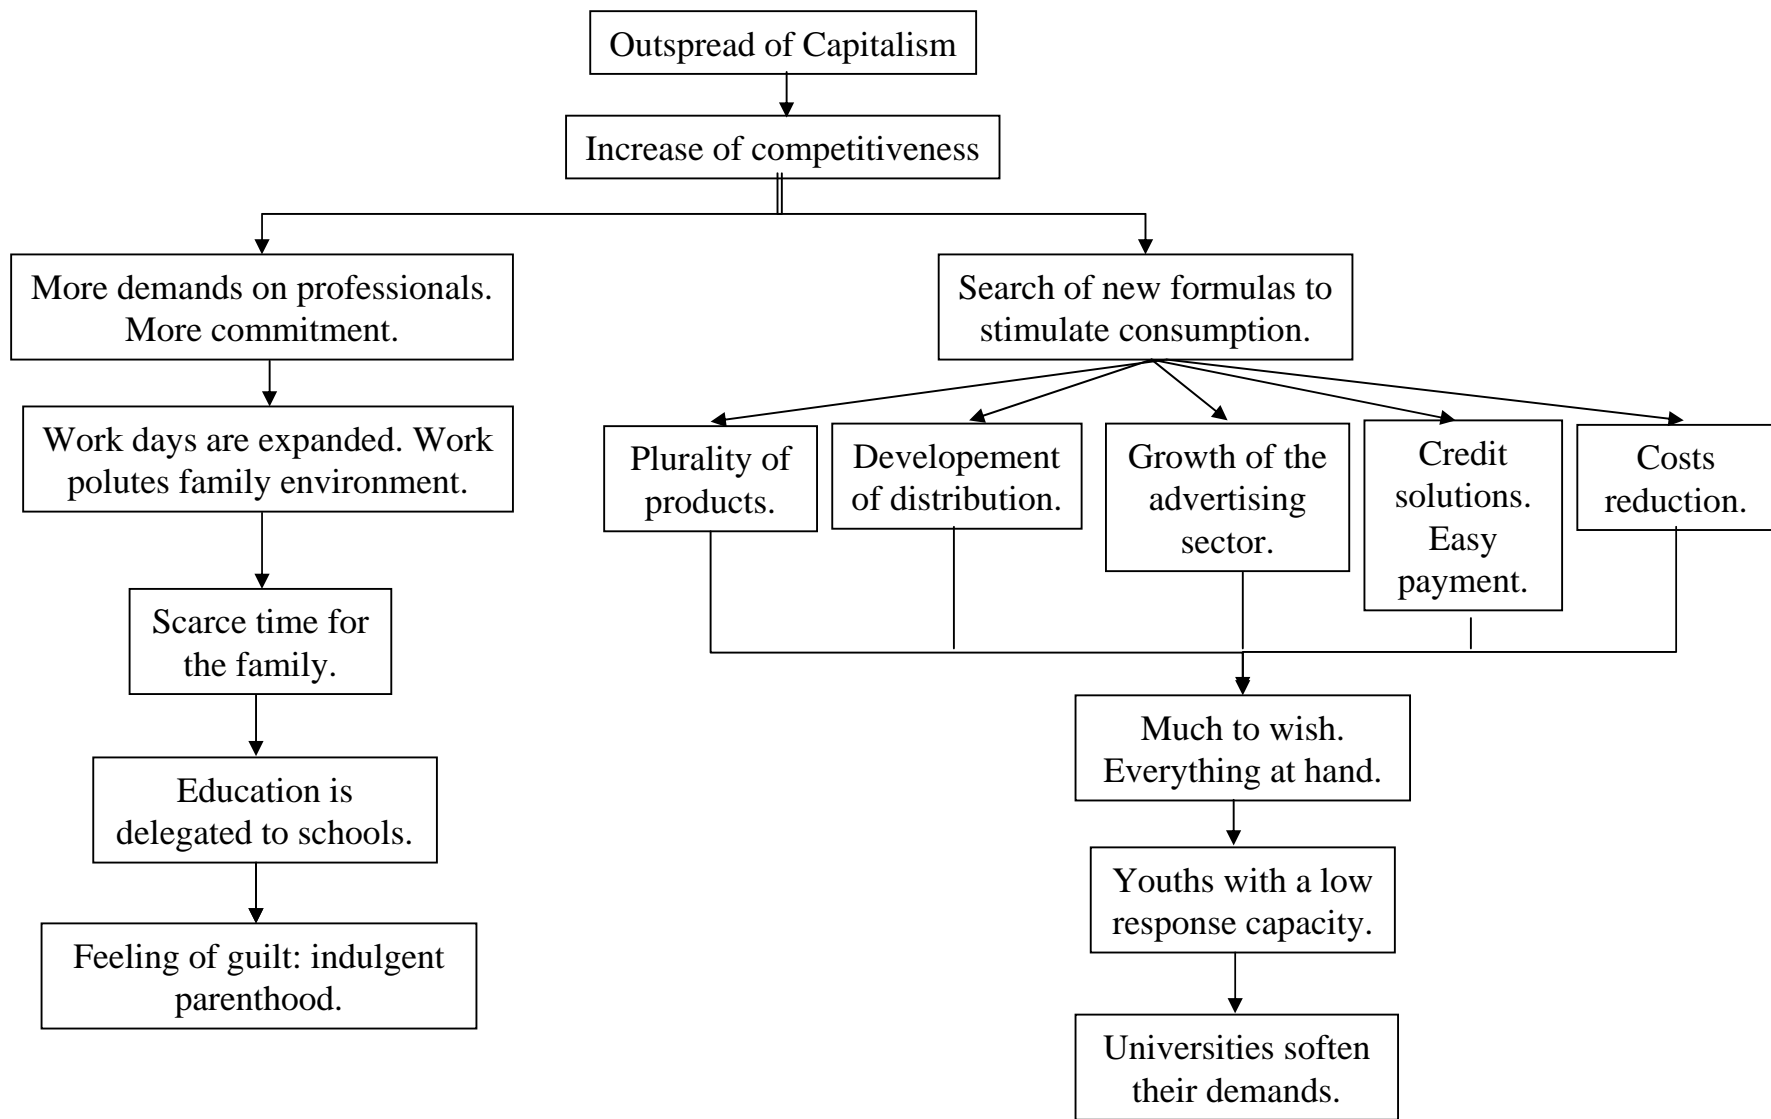 Outspread of Capitalism
Increase of competitiveness
More demands on professionals.
More commitment.
Search of new formulas to
stimulate consumption.
Work days are expanded. Work
polutes family environment.
Plurality of
products.
Developement
of distribution.
Growth of the
advertising
sector.
Credit
solutions.
Easy
payment.
Costs
reduction.
Scarce time for
the family.
Much to wish.
Everything at hand.
Education is
delegated to schools.
Youths with a low
response capacity.
Feeling of guilt: indulgent
parenthood.
Universities soften
their demands.